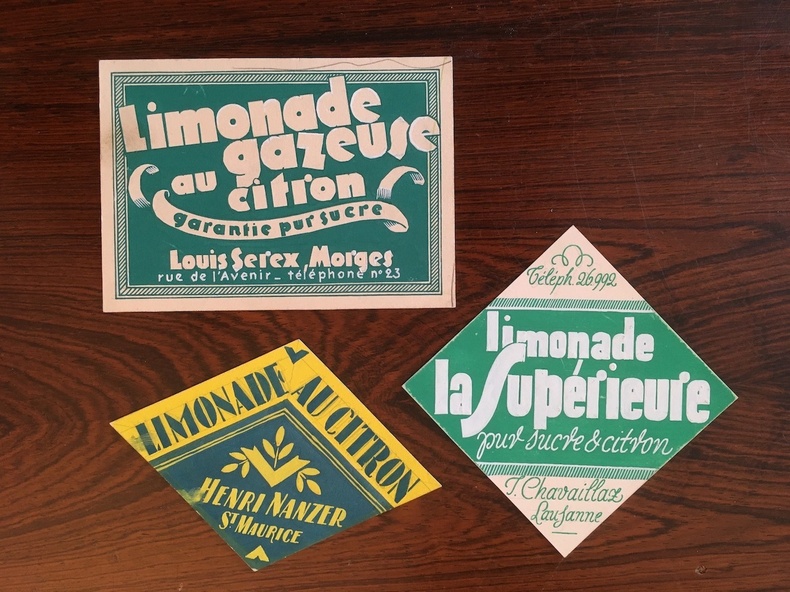 Limonade
gazeuse
au citron
garantie pur sucre
Louis Serex, Morges
rue de l'Avenir _ téléphone nº 23
Téléph. 26.992
limonade
la Supérieure
pur sucre & citron
Lausanne
LIMONADE AU CITRON
HENRI NANZER
ST MAURICE